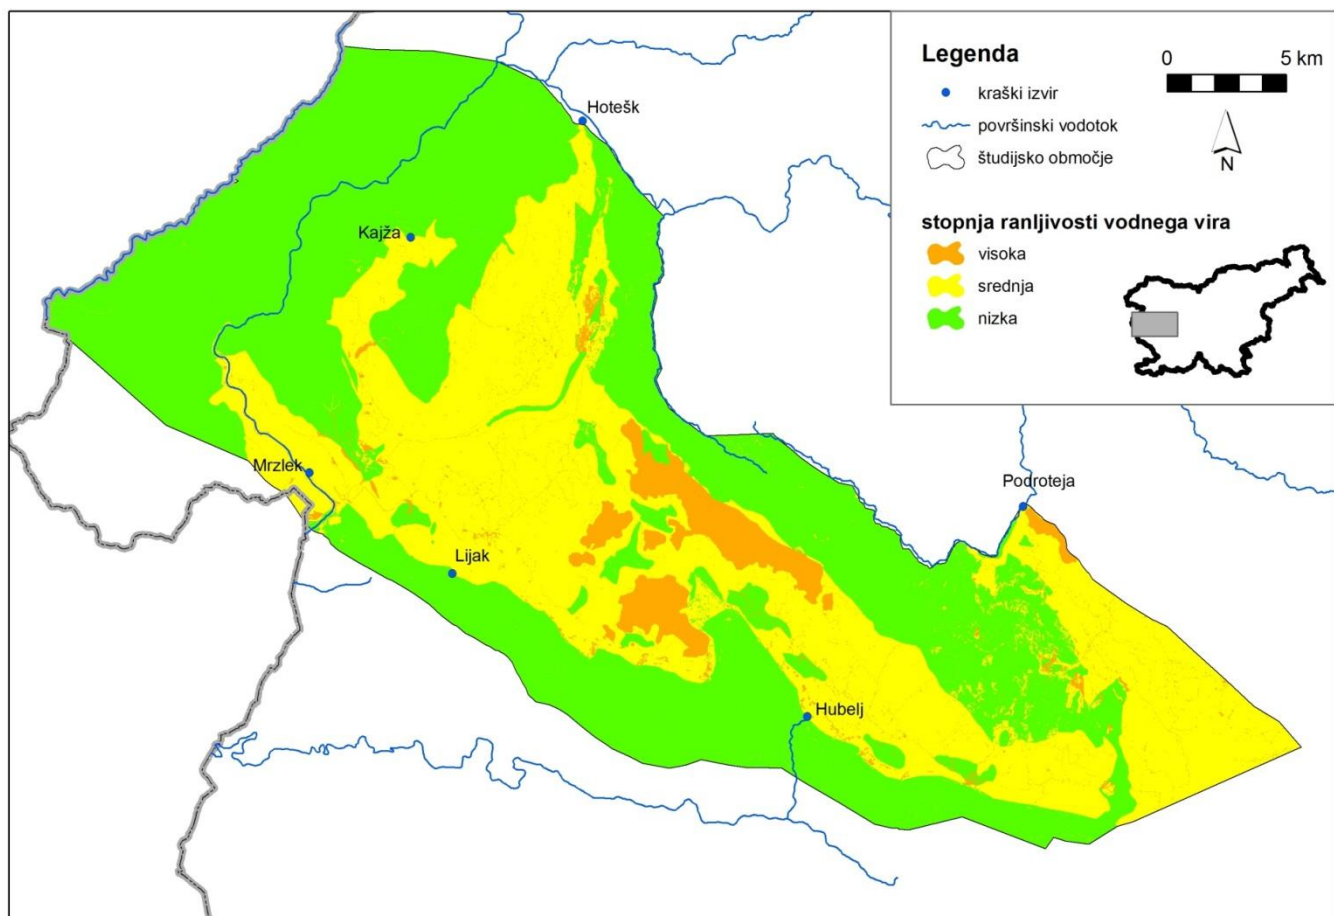 Legenda
0 5 km
kraški izvir
površinski vodotok
študijsko območje
N
stopnja ranljivosti vodnega vira
visoka
srednja
nizka
Hotešk
Kajža
Mrzlek
Podroteja
Lijak
Hubelj